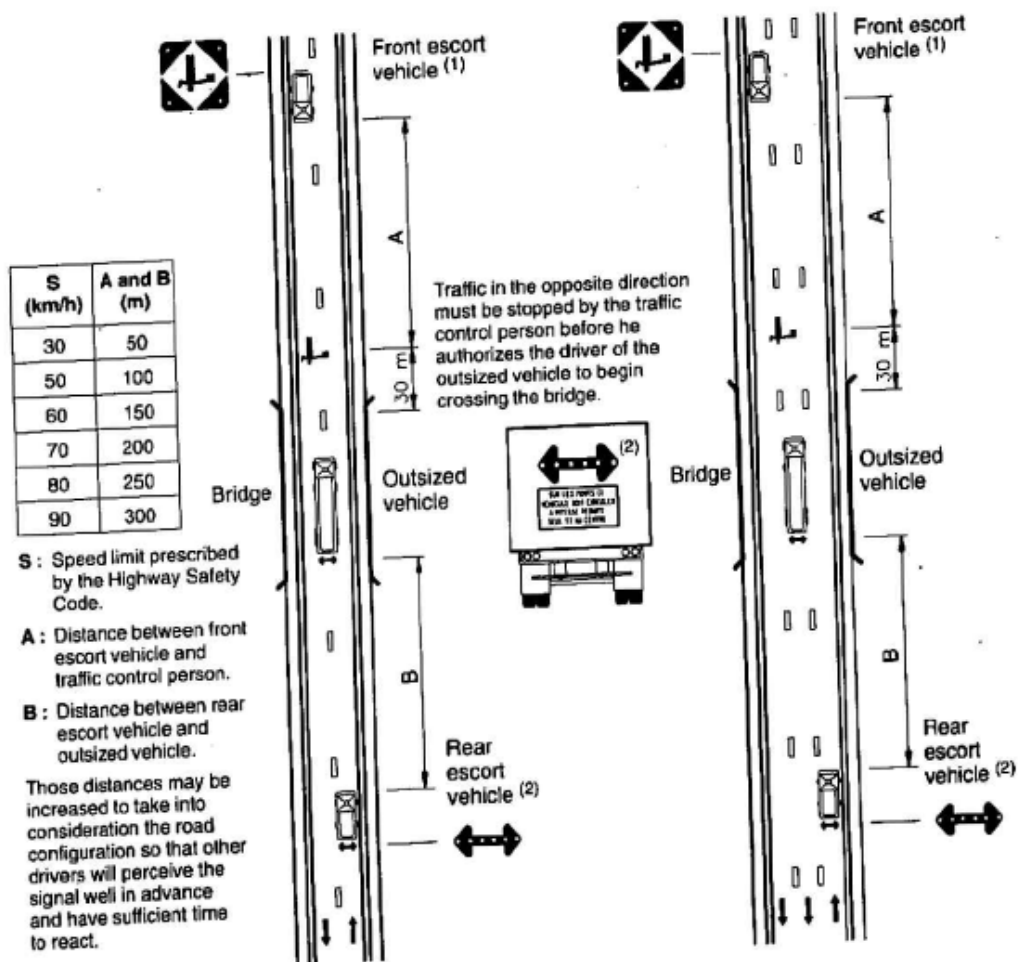 Front escort
vehicle (1)
Front escort
vehicle (1)
A
A
S
(km/h)
A and B
(m)
30 50
50 100
60 150
70 200
80 250
90 300
Traffic in the opposite direction
must be stopped by the traffic
control person before he
authorizes the driver of the
outsized vehicle to begin
crossing the bridge.
30 m
30 m
(2)
Bridge
Outsized
vehicle
Bridge
Outsized
vehicle
S : Speed limit prescribed
by the Highway Safety
Code.
A : Distance between front
escort vehicle and
traffic control person.
B : Distance between rear
escort vehicle and
outsized vehicle.
Those distances may be
increased to take into
consideration the road
configuration so that other
drivers will perceive the
signal well in advance
and have sufficient time
to react.
B
B
Rear
escort
vehicle (2)
Rear
escort
vehicle (2)